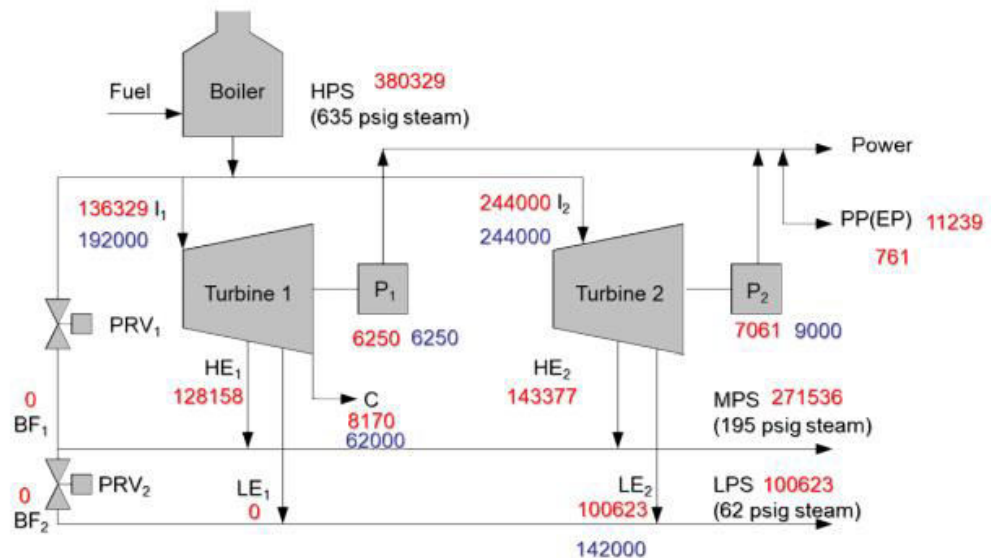 Fuel
Boiler
HPS 380329
(635 psig steam)
Power
136329 I₁
192000
244000 I₂
244000
PP(EP) 11239
761
Turbine 1
P₁
Turbine 2
P₂
PRV₁
6250 6250
7061 9000
HE₁
128158
HE₂
143377
0
BF₁
C
8170
62000
MPS 271536
(195 psig steam)
PRV₂
0
BF₂
LE₁
0
LE₂
100623
142000
LPS 100623
(62 psig steam)